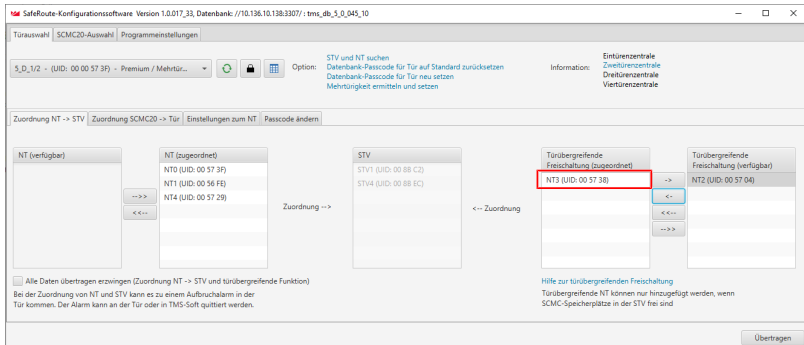 SafeRoute-Konfigurationssoftware Version 1.0.017_33, Datenbank: //10.136.10.138:3307/ : tms_db_5_0_045_10
Türauswahl SCMC20-Auswahl Programmeinstellungen
5_D_1/2 - (UID: 00 00 57 3F) - Premium / Mehrtür...
Option:
STV und NT suchen
Datenbank-Passcode für Tür auf Standard zurücksetzen
Datenbank-Passcode für Tür neu setzen
Mehrtürigkeit ermitteln und setzen
Information:
Eintürenzentrale
Zweitürenzentrale
Dreitürenzentrale
Viertürenzentrale
Zuordnung NT -> STV Zuordnung SCMC20 -> Tür Einstellungen zum NT Passcode ändern
NT (verfügbar)
-->>
<<--
NT (zugeordnet)
NT0 (UID: 00 57 3F)
NT1 (UID: 00 56 FE)
NT4 (UID: 00 57 29)
Zuordnung -->
STV
STV1 (UID: 00 8B C2)
STV4 (UID: 00 8B EC)
<-- Zuordnung
Türübergreifende
Freischaltung (zugeordnet)
NT3 (UID: 00 57 38)
->
<-
<<--
-->>
Türübergreifende
Freischaltung (verfügbar)
NT2 (UID: 00 57 04)
Alle Daten übertragen erzwingen (Zuordnung NT -> STV und türübergreifende Funktion)
Bei der Zuordnung von NT und STV kann es zu einem Aufbruchalarm in der
Tür kommen. Der Alarm kann an der Tür oder in TMS-Soft quittiert werden.
Hilfe zur türübergreifenden Freischaltung
Türübergreifende NT können nur hinzugefügt werden, wenn
SCMC-Speicherplätze in der STV frei sind
Übertragen